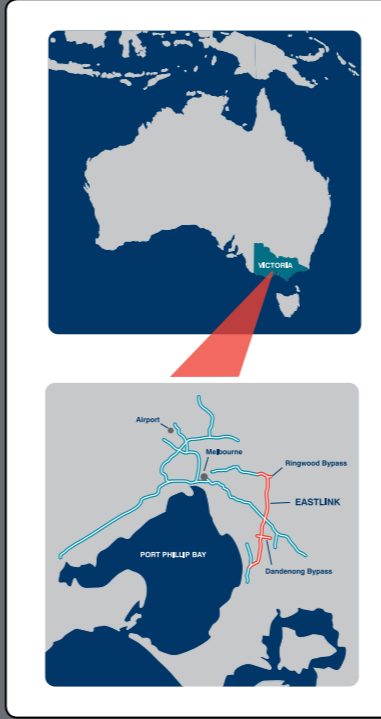 VICTORIA
Airport
Melbourne
Ringwood Bypass
EASTLINK
PORT PHILLIP BAY
Dandenong Bypass